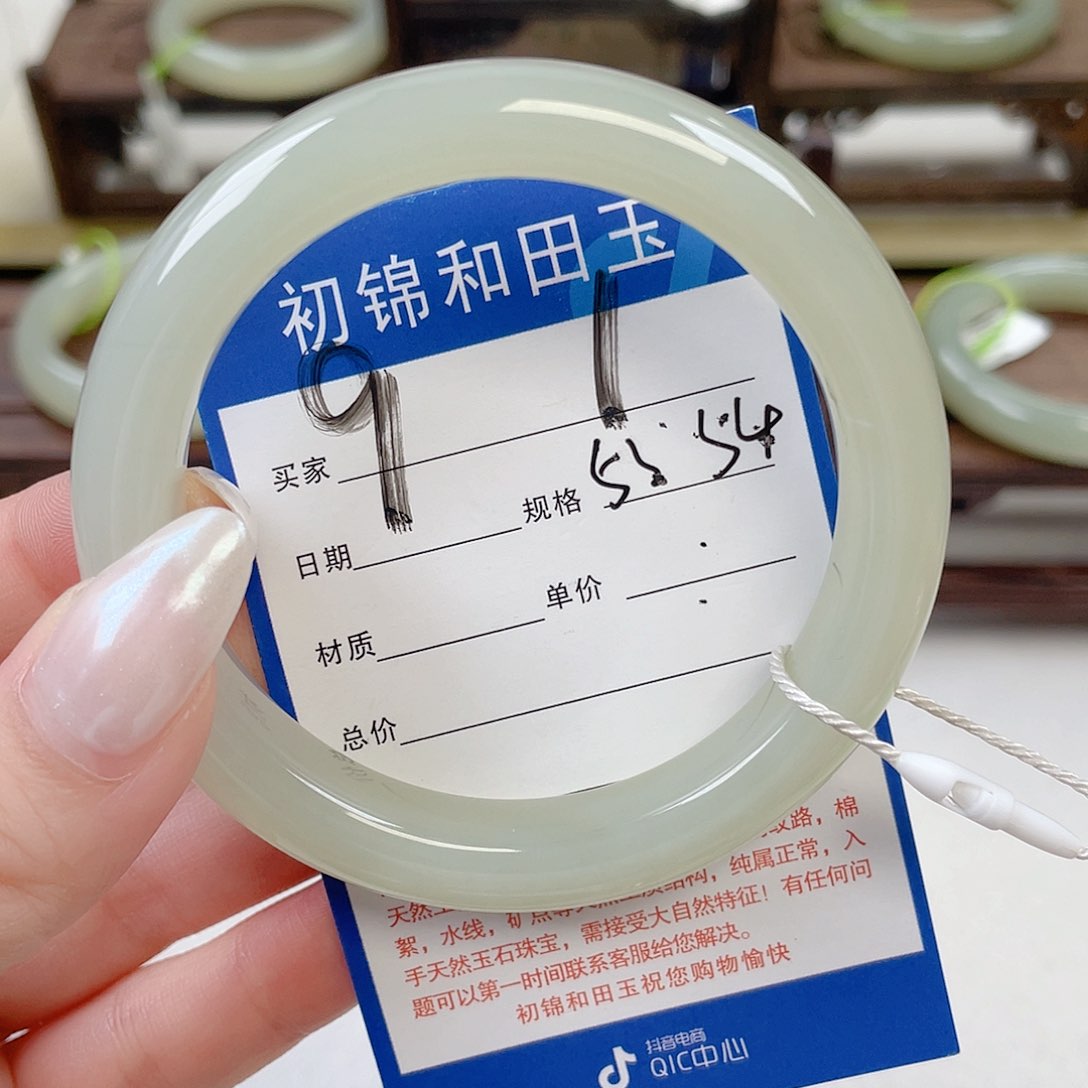 初锦和田玉
9 1
买家
日期 规格 53. 54
材质 单价
总价
路，棉
天然 结构，纯属正常，入
絮，水线，矿点等天然 需接受大自然特征！有任何问
手天然玉石珠宝，
题可以第一时间联系客服给您解决。
初锦和田玉祝您购物愉快
抖音电商
QIC中心